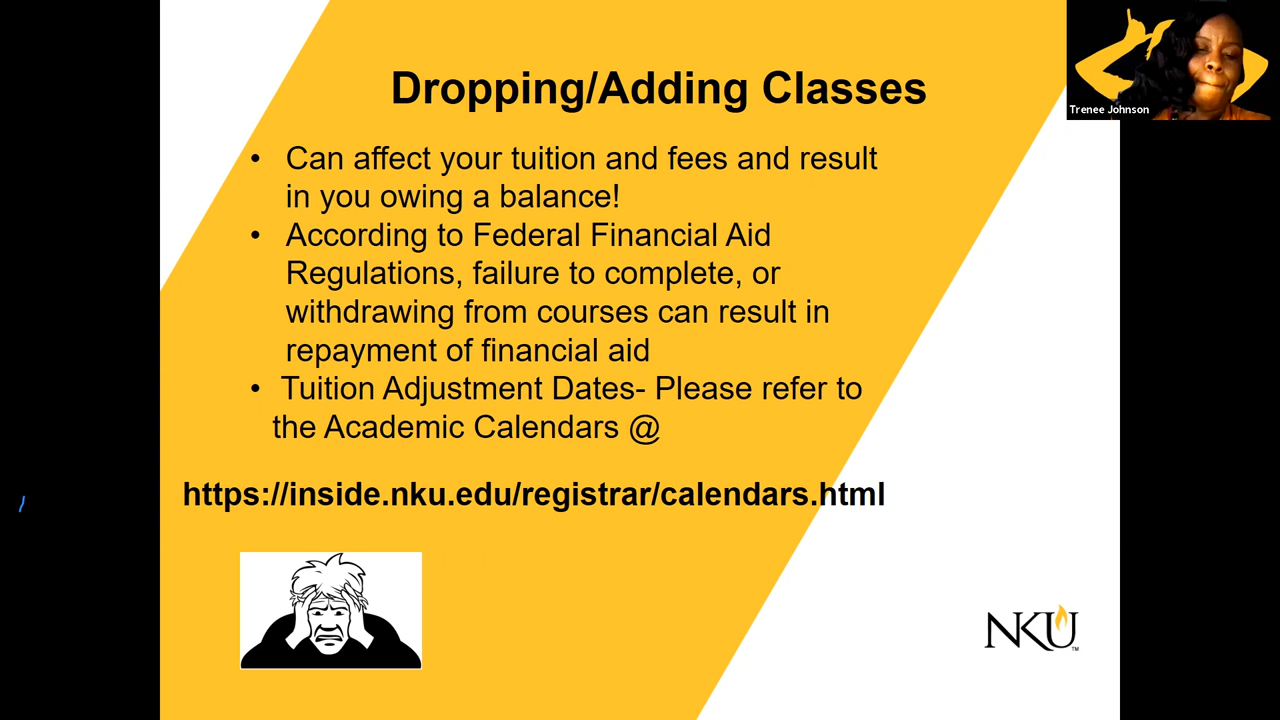 Dropping/Adding Classes
Trenee Johnson
• Can affect your tuition and fees and result
in you owing a balance!
• According to Federal Financial Aid
Regulations, failure to complete, or
withdrawing from courses can result in
repayment of financial aid
• Tuition Adjustment Dates- Please refer to
the Academic Calendars @
https://inside.nku.edu/registrar/calendars.html
NKU™